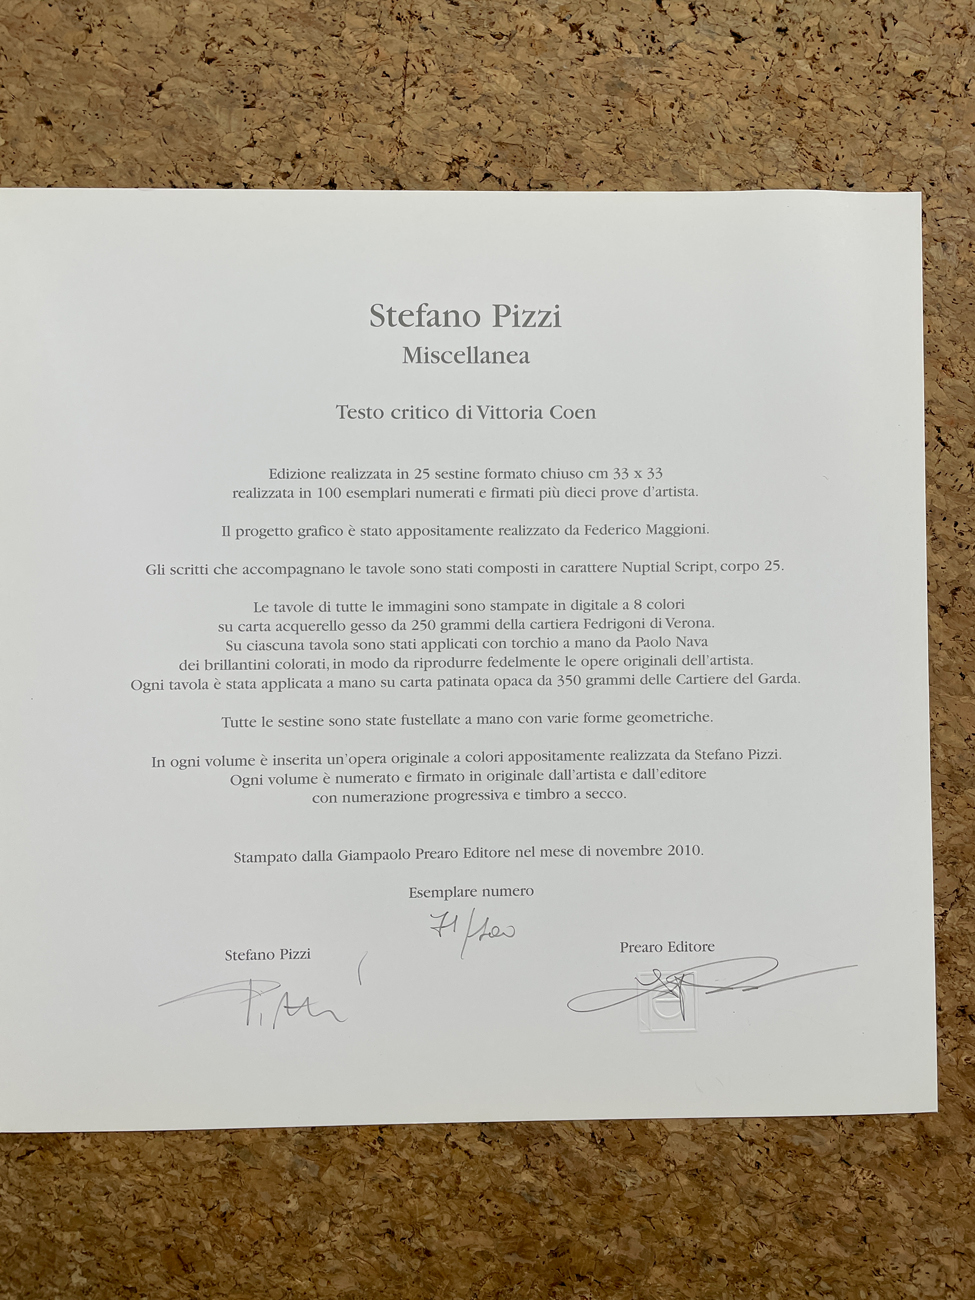 Stefano Pizzi
Miscellanea
Testo critico di Vittoria Coen
Edizione realizzata in 25 sestine formato chiuso cm 33 x 33
realizzata in 100 esemplari numerati e firmati più dieci prove d'artista.
Il progetto grafico è stato appositamente realizzato da Federico Maggioni.
Gli scritti che accompagnano le tavole sono stati composti in carattere Nuptial Script, corpo 25.
Le tavole di tutte le immagini sono stampate in digitale a 8 colori
su carta acquerello gesso da 250 grammi della cartiera Fedrigoni di Verona.
Su ciascuna tavola sono stati applicati con torchio a mano da Paolo Nava
dei brillantini colorati, in modo da riprodurre fedelmente le opere originali dell'artista.
Ogni tavola è stata applicata a mano su carta patinata opaca da 350 grammi delle Cartiere del Garda.
Tutte le sestine sono state fustellate a mano con varie forme geometriche.
In ogni volume è inserita un'opera originale a colori appositamente realizzata da Stefano Pizzi.
Ogni volume è numerato e firmato in originale dall'artista e dall'editore
con numerazione progressiva e timbro a secco.
Stampato dalla Giampaolo Prearo Editore nel mese di novembre 2010.
Esemplare numero
71/100
Stefano Pizzi
Prearo Editore